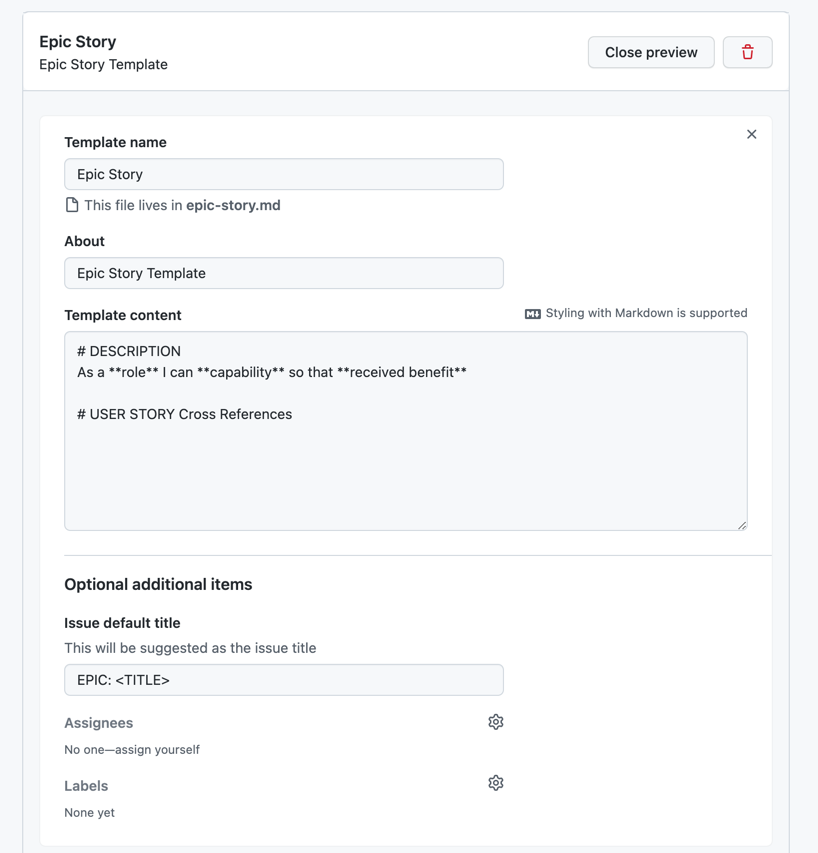 Epic Story
Epic Story Template
Close preview
Template name
Epic Story
This file lives in epic-story.md
About
Epic Story Template
Template content
Styling with Markdown is supported
# DESCRIPTION
As a **role** I can **capability** so that **received benefit**
# USER STORY Cross References
Optional additional items
Issue default title
This will be suggested as the issue title
EPIC: <TITLE>
Assignees
No one—assign yourself
Labels
None yet